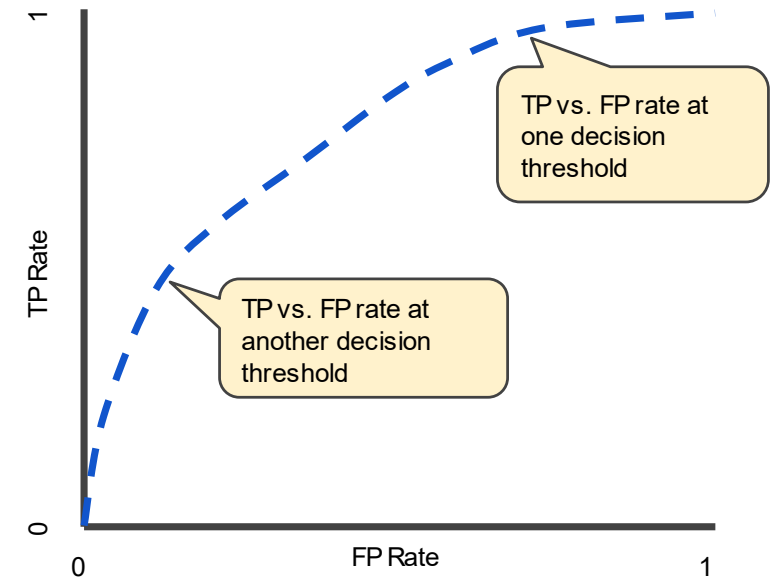 1
TP vs. FP rate at
one decision
threshold
TP Rate
TP vs. FP rate at
another decision
threshold
0
0
FP Rate
1